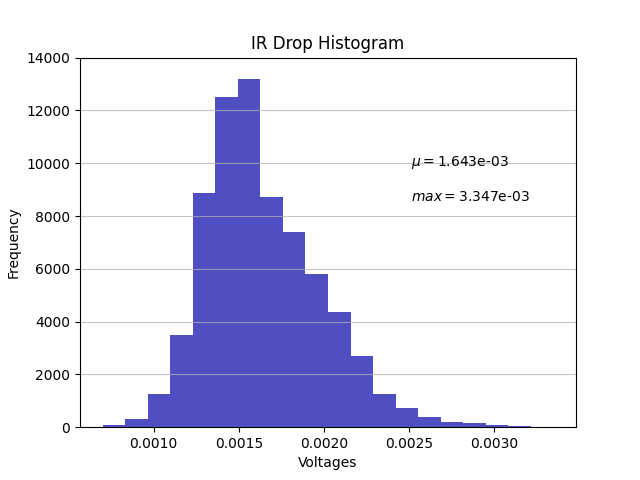 IR Drop Histogram
14000
12000
10000
8000
6000
4000
2000
0
Frequency
μ = 1.643e-03
max = 3.347e-03
0.0010 0.0015 0.0020 0.0025 0.0030
Voltages